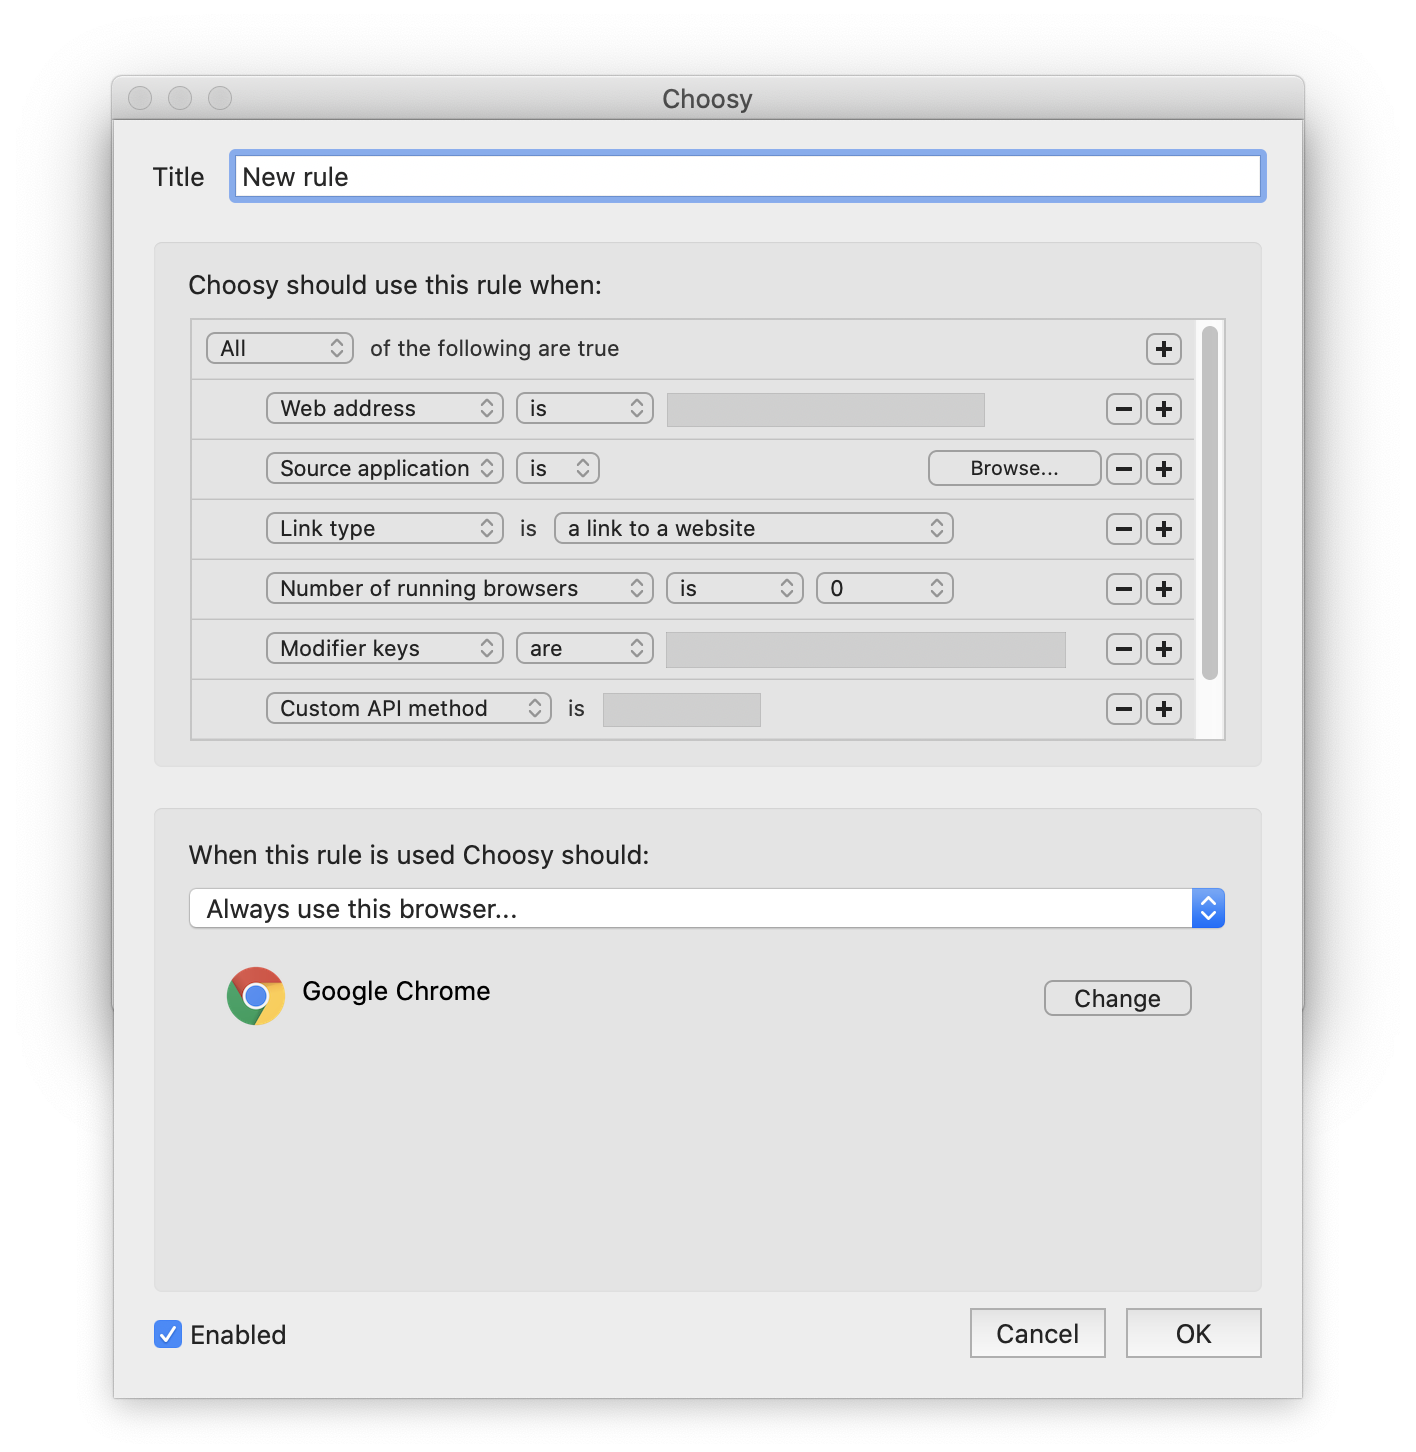 Choosy
Title New rule
Choosy should use this rule when:
All of the following are true
Web address is
Source application is Browse...
Link type is a link to a website
Number of running browsers is 0
Modifier keys are
Custom API method is
When this rule is used Choosy should:
Always use this browser...
Google Chrome Change
Enabled Cancel OK